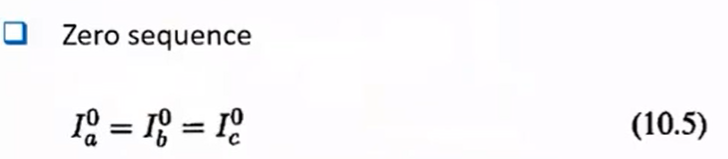 Zero sequence
I_a^0 = I_b^0 = I_c^0 (10.5)